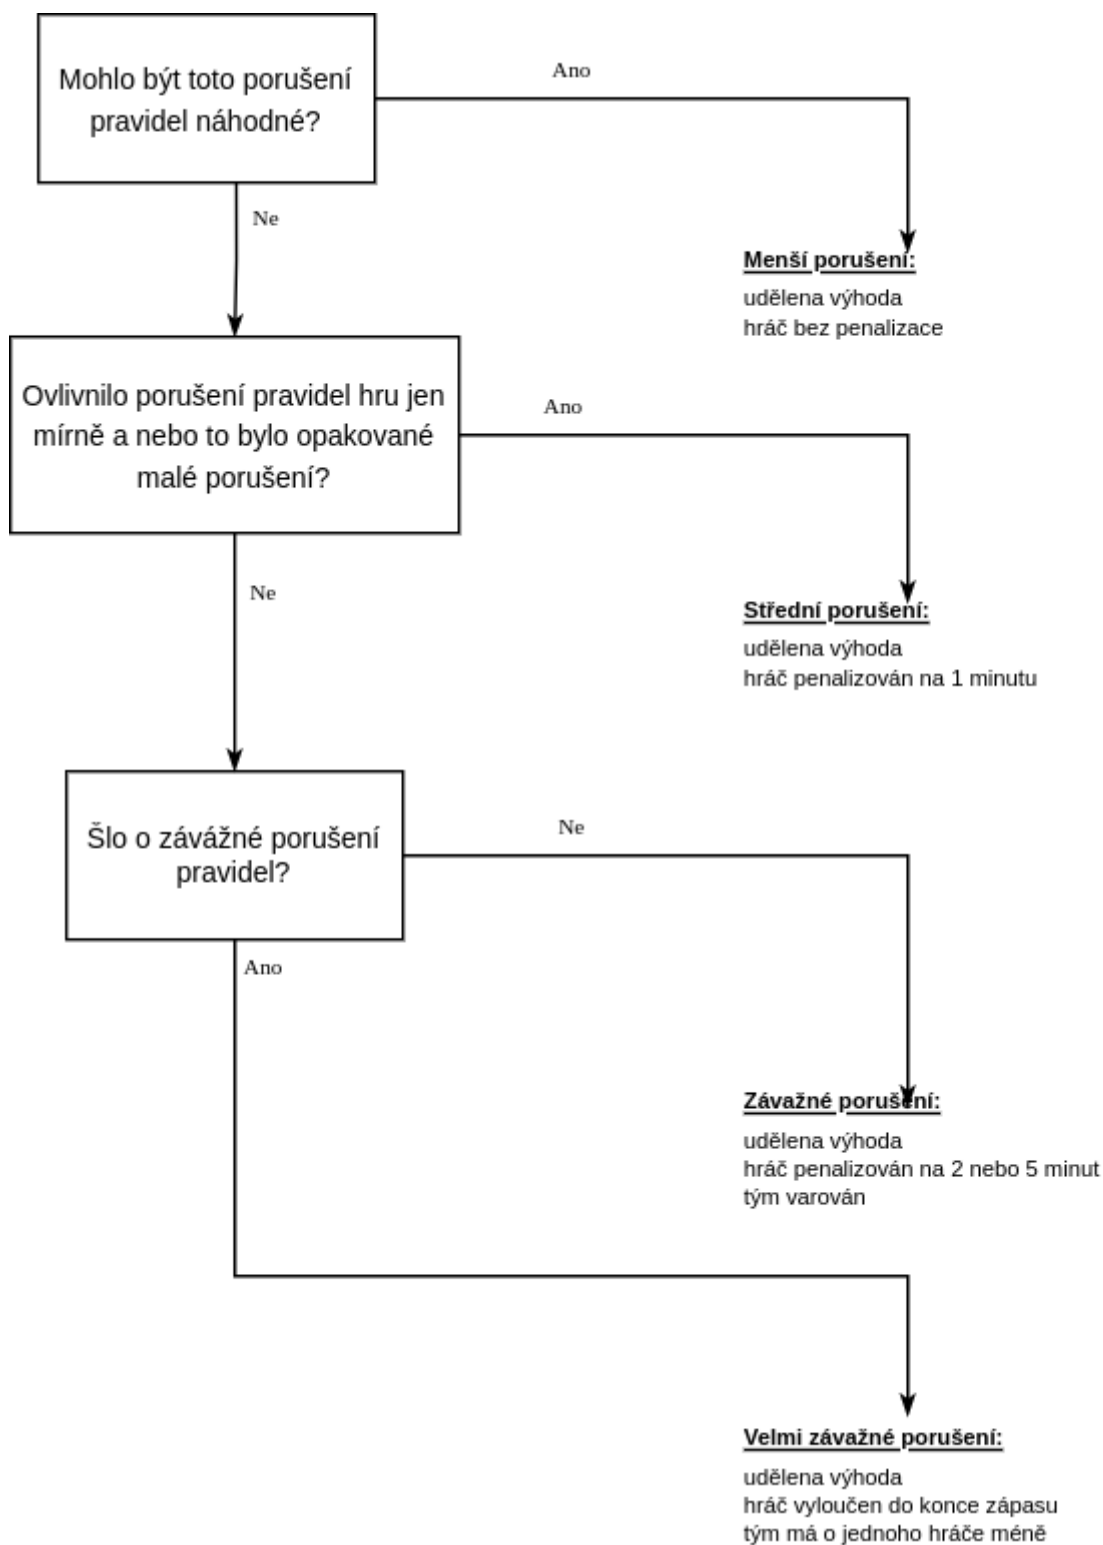 Mohlo být toto porušení
pravidel náhodné?
Ano
Ne
Menší porušení:
udělena výhoda
hráč bez penalizace
Ovlivnilo porušení pravidel hru jen
mírně a nebo to bylo opakované
malé porušení?
Ano
Ne
Střední porušení:
udělena výhoda
hráč penalizován na 1 minutu
Šlo o závážné porušení
pravidel?
Ne
Ano
Závažné porušení:
udělena výhoda
hráč penalizován na 2 nebo 5 minut
tým varován
Velmi závažné porušení:
udělena výhoda
hráč vyloučen do konce zápasu
tým má o jednoho hráče méně